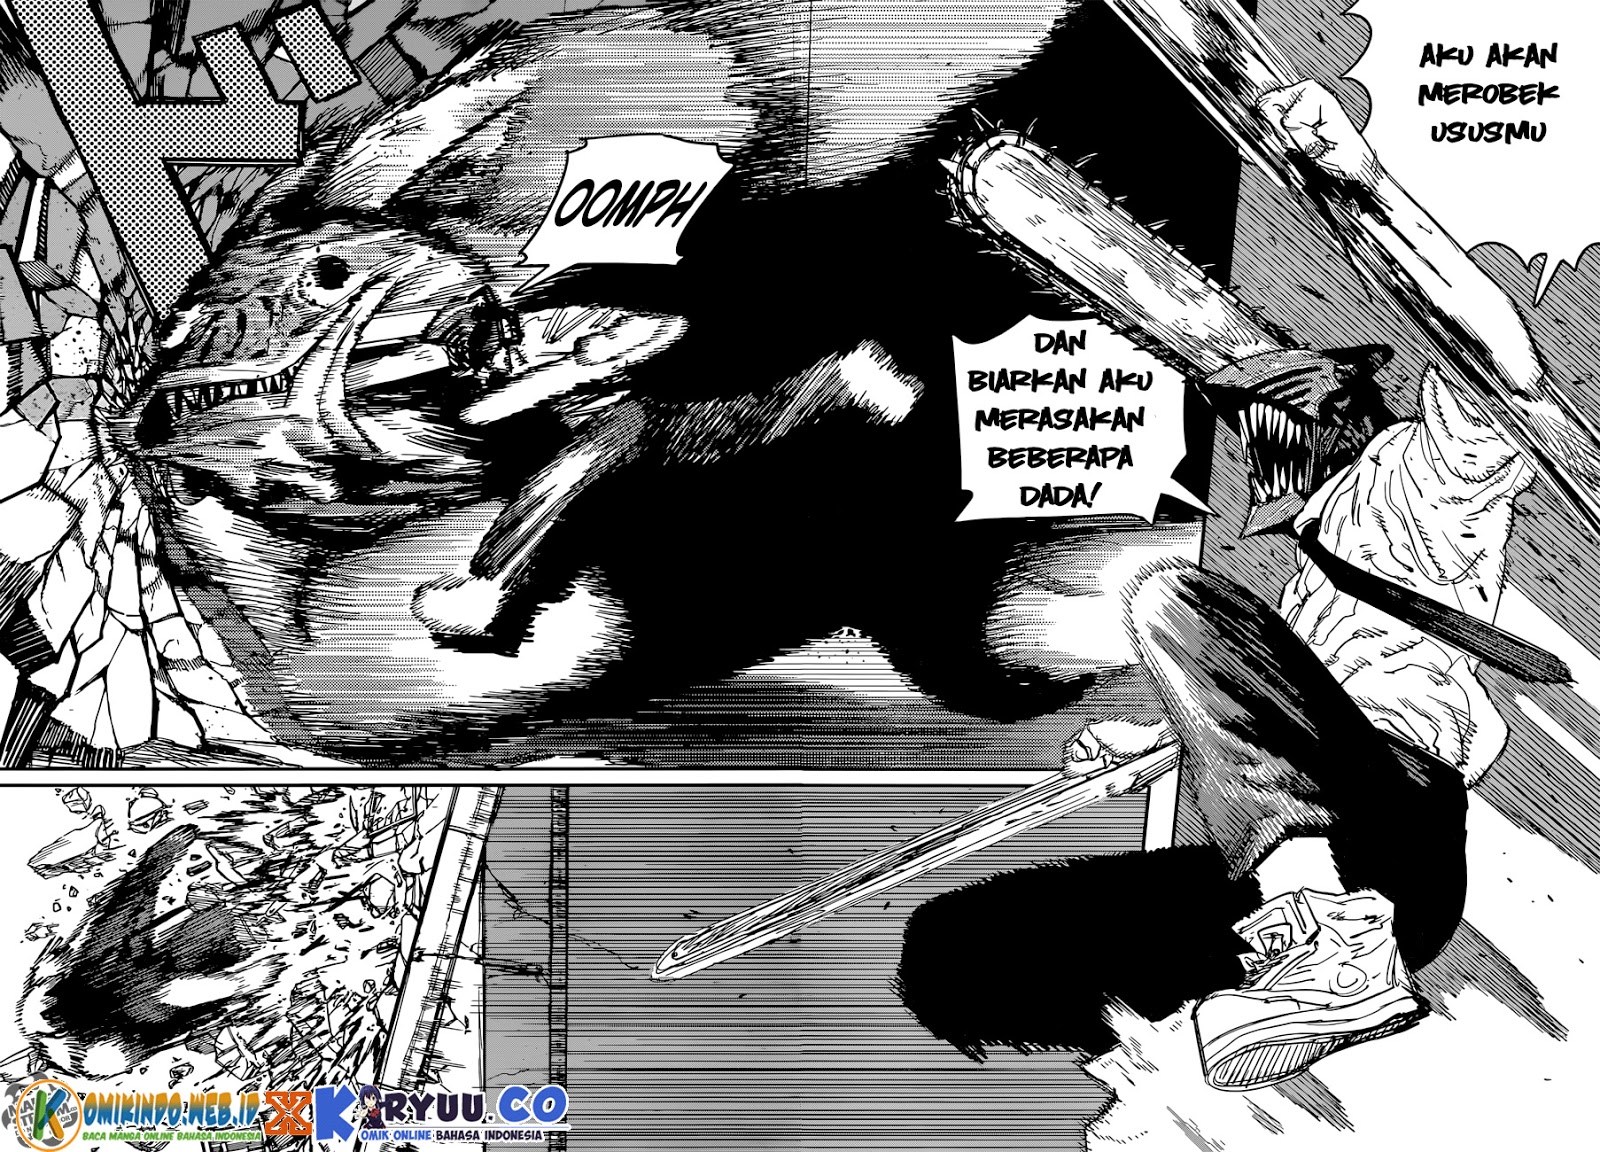 AKU AKAN
MEROBEK
USUSMU
DAN
BIARKAN AKU
MERASAKAN
BEBERAPA
DADA!
OOMPH
KOMIKINDO.WEB.ID X KIRYUU.CO
BACA MANGA ONLINE BAHASA INDONESIA
KOMIK ONLINE BAHASA INDONESIA